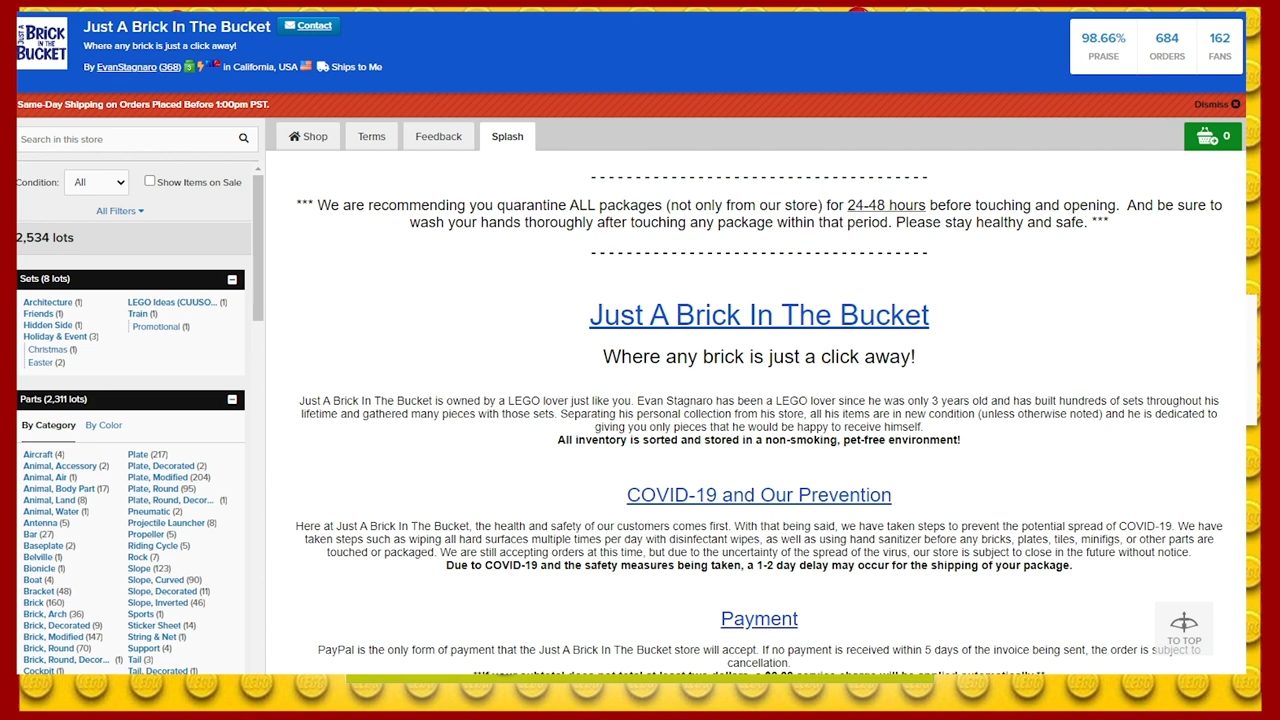 JUST A BRICK IN THE BUCKET
Just A Brick In The Bucket
Contact
Where any brick is just a click away!
By EvanStagnaro (368) in California, USA Ships to Me
98.66%
PRAISE
684
ORDERS
162
FANS
Same-Day Shipping on Orders Placed Before 1:00pm PST.
Dismiss
Search in this store
Shop
Terms
Feedback
Splash
0
Condition:
All
Show Items on Sale
All Filters
2,534 lots
Sets (8 lots)
Architecture (1)
Friends (1)
Hidden Side (1)
Holiday & Event (3)
Christmas (1)
Easter (2)
LEGO Ideas (CUUSO... (1)
Train (1)
Promotional (1)
Parts (2,311 lots)
By Category
By Color
Aircraft (4)
Animal, Accessory (2)
Animal, Air (1)
Animal, Body Part (17)
Animal, Land (8)
Animal, Water (1)
Antenna (5)
Bar (27)
Baseplate (2)
Belville (1)
Bionicle (1)
Boat (4)
Bracket (48)
Brick (160)
Brick, Arch (36)
Brick, Decorated (9)
Brick, Modified (147)
Brick, Round (70)
Brick, Round, Decor... (1)
Cockpit (1)
Plate (217)
Plate, Decorated (2)
Plate, Modified (204)
Plate, Round (95)
Plate, Round, Decor... (1)
Pneumatic (2)
Projectile Launcher (8)
Propeller (5)
Riding Cycle (5)
Rock (7)
Slope (123)
Slope, Curved (90)
Slope, Decorated (11)
Slope, Inverted (46)
Sports (1)
Sticker Sheet (14)
String & Net (1)
Support (4)
Tail (3)
Tail, Decorated (1)
- - - - - - - - - - - - - - - - - - - - - - - - - - - - - - - - - - - - -
*** We are recommending you quarantine ALL packages (not only from our store) for 24-48 hours before touching and opening. And be sure to
wash your hands thoroughly after touching any package within that period. Please stay healthy and safe. ***
- - - - - - - - - - - - - - - - - - - - - - - - - - - - - - - - - - - - -
Just A Brick In The Bucket
Where any brick is just a click away!
Just A Brick In The Bucket is owned by a LEGO lover just like you. Evan Stagnaro has been a LEGO lover since he was only 3 years old and has built hundreds of sets throughout his
lifetime and gathered many pieces with those sets. Separating his personal collection from his store, all his items are in new condition (unless otherwise noted) and he is dedicated to
giving you only pieces that he would be happy to receive himself.
All inventory is sorted and stored in a non-smoking, pet-free environment!
COVID-19 and Our Prevention
Here at Just A Brick In The Bucket, the health and safety of our customers comes first. With that being said, we have taken steps to prevent the potential spread of COVID-19. We have
taken steps such as wiping all hard surfaces multiple times per day with disinfectant wipes, as well as using hand sanitizer before any bricks, plates, tiles, minifigs, or other parts are
touched or packaged. We are still accepting orders at this time, but due to the uncertainty of the spread of the virus, our store is subject to close in the future without notice.
Due to COVID-19 and the safety measures being taken, a 1-2 day delay may occur for the shipping of your package.
Payment
PayPal is the only form of payment that the Just A Brick In The Bucket store will accept. If no payment is received within 5 days of the invoice being sent, the order is subject to
cancellation.
TO TOP